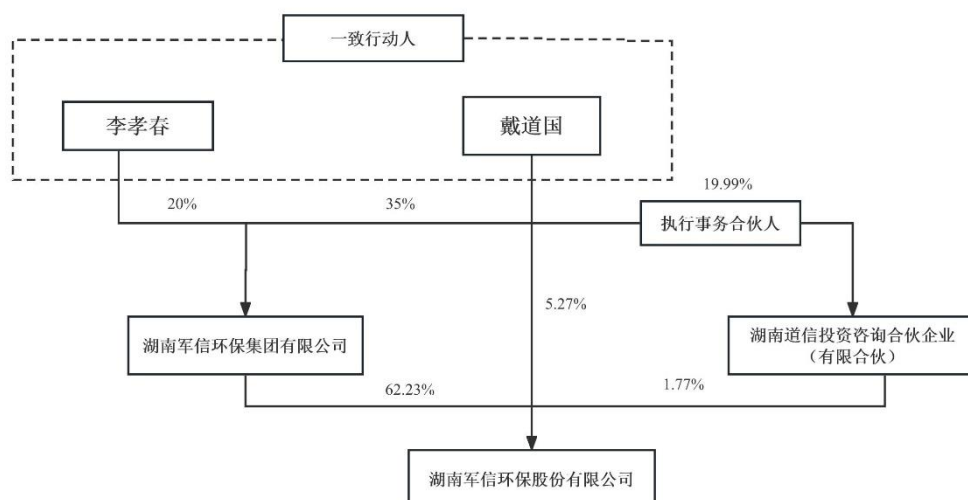 一致行动人
李孝春
戴道国
19.99%
20%
35%
执行事务合伙人
5.27%
湖南军信环保集团有限公司
湖南道信投资咨询合伙企业
（有限合伙）
62.23%
1.77%
湖南军信环保股份有限公司